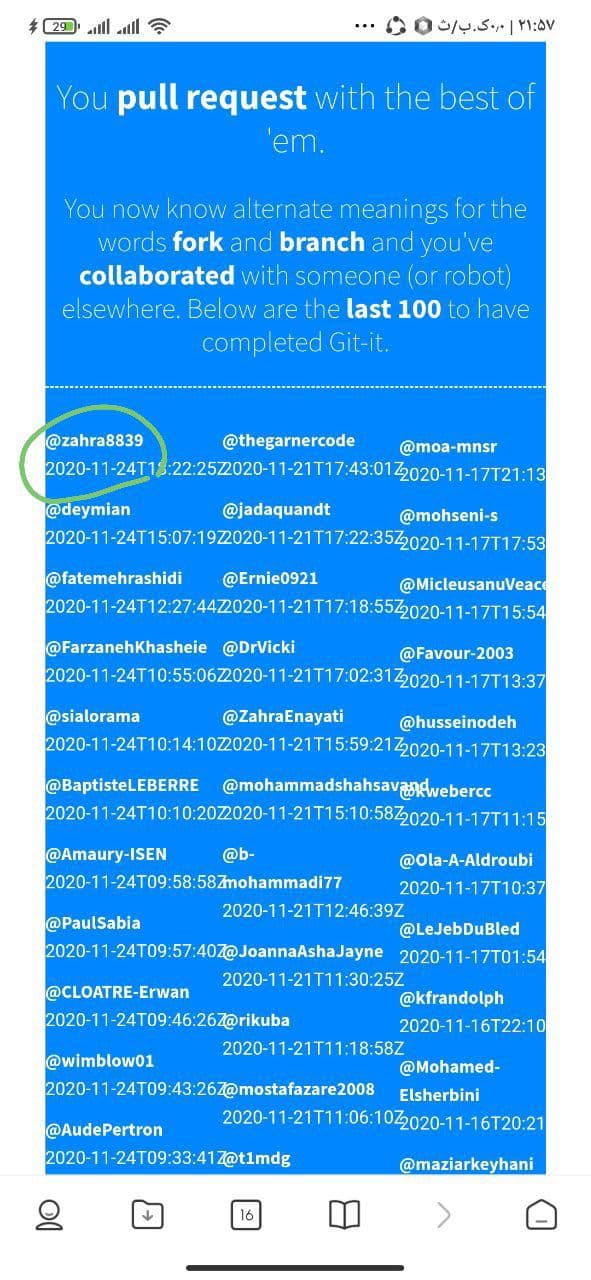 29
۰٫۰ک.ب/ث | ۲۱:۵۷
You pull request with the best of
'em.
You now know alternate meanings for the
words fork and branch and you've
collaborated with someone (or robot)
elsewhere. Below are the last 100 to have
completed Git-it.
@zahra8839
2020-11-24T18:22:25Z
@deymian
2020-11-24T15:07:19Z
@fatemehrashidi
2020-11-24T12:27:44Z
@FarzanehKhasheie
2020-11-24T10:55:06Z
@sialorama
2020-11-24T10:14:10Z
@BaptisteLEBERRE
2020-11-24T10:10:20Z
@Amaury-ISEN
2020-11-24T09:58:58Z
@PaulSabia
2020-11-24T09:57:40Z
@CLOATRE-Erwan
2020-11-24T09:46:26Z
@wimblow01
2020-11-24T09:43:26Z
@AudePertron
2020-11-24T09:33:41Z
@thegarnercode
2020-11-21T17:43:01Z
@jadaquandt
2020-11-21T17:22:35Z
@Ernie0921
2020-11-21T17:18:55Z
@DrVicki
2020-11-21T17:02:31Z
@ZahraEnayati
2020-11-21T15:59:21Z
@mohammadshahsavand
2020-11-21T15:10:58Z
@b-
mohammadi77
2020-11-21T12:46:39Z
@JoannaAshaJayne
2020-11-21T11:30:25Z
@rikuba
2020-11-21T11:18:58Z
@mostafazare2008
2020-11-21T11:06:10Z
@t1mdg
@moa-mnsr
2020-11-17T21:13
@mohseni-s
2020-11-17T17:53
@MicleusanuVeace
2020-11-17T15:54
@Favour-2003
2020-11-17T13:37
@husseinodeh
2020-11-17T13:23
@kwebercc
2020-11-17T11:15
@Ola-A-Aldroubi
2020-11-17T10:37
@LeJebDuBled
2020-11-17T01:54
@kfrandolph
2020-11-16T22:10
@Mohamed-
Elsherbini
2020-11-16T20:21
@maziarkeyhani
16